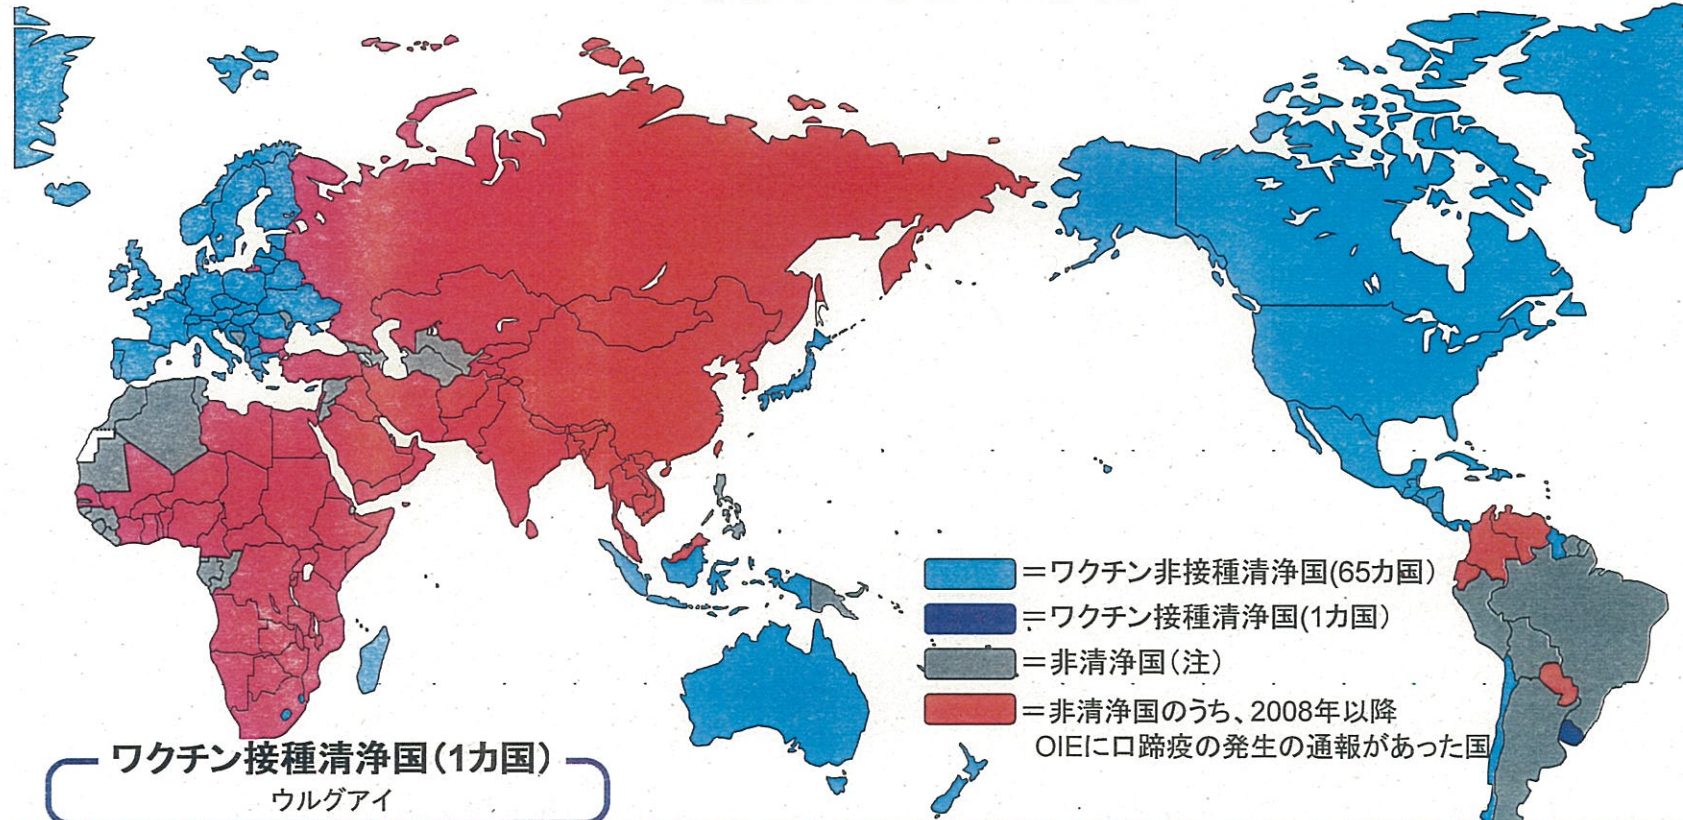 =ワクチン非接種清浄国(65カ国)
=ワクチン接種清浄国(1カ国)
=非清浄国(注)
=非清浄国のうち、2008年以降
OIEに口蹄疫の発生の通報があった国
ワクチン接種清浄国(1カ国)
ウルグアイ